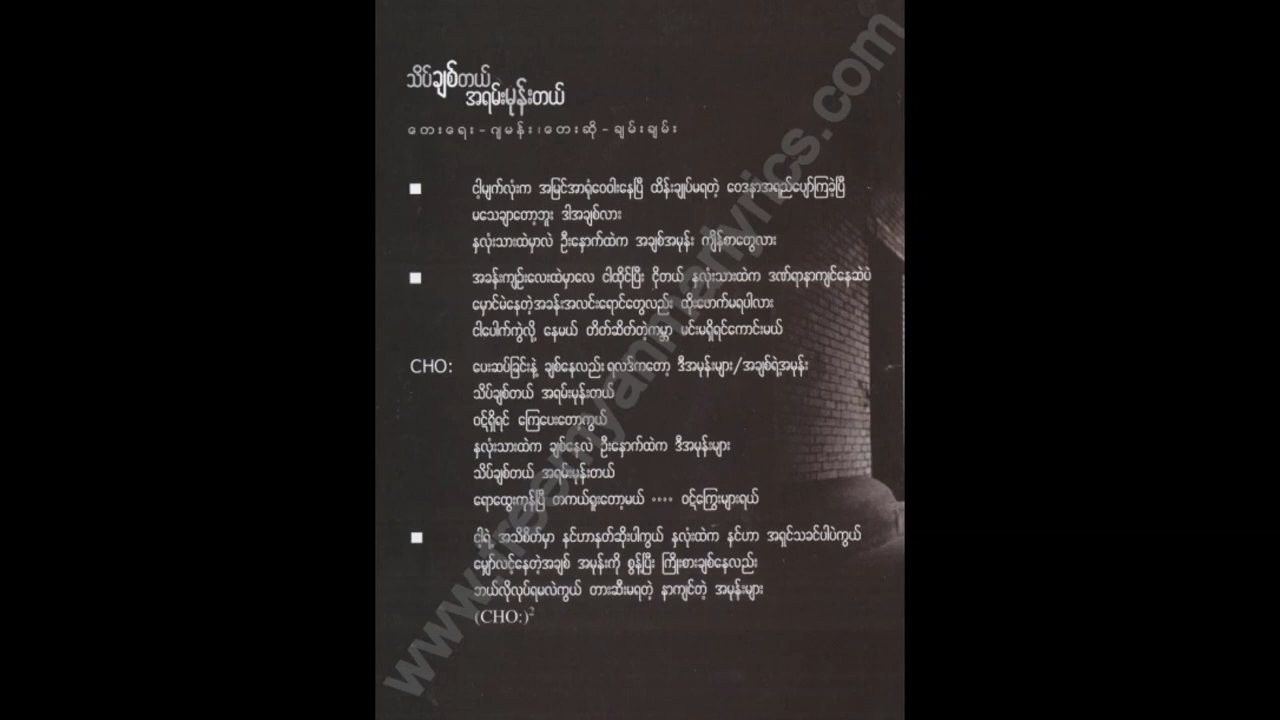 သိပ်ချစ်တယ်
အရမ်းမုန်းတယ်
တေးရေး - ဂျမန်း ၊ တေးဆို - ချမ်းချမ်း
■ ငါ့မျက်လုံးက အမြင်အာရုံဝေဝါးနေပြီ ထိန်းချုပ်မရတဲ့ ဝေဒနာအရည်ပျော်ကြခဲ့ပြီ
မသေချာတော့ဘူး ဒါအချစ်လား
နှလုံးသားထဲမှာလဲ ဦးနှောက်ထဲက အချစ်အမုန်း ကျိန်စာတွေလား
■ အခန်းကျဉ်းလေးထဲမှာလေ ငါထိုင်ပြီး ငိုတယ် နှလုံးသားထဲက ဒဏ်ရာနာကျင်နေဆဲပဲ
မှောင်မဲနေတဲ့အခန်းအလင်းရောင်တွေလည်း ထိုးဖောက်မရပါလား
ငါပေါက်ကွဲလို့ နေမယ် တိတ်ဆိတ်တဲ့ကမ္ဘာ မင်းမရှိရင်ကောင်းမယ်
CHO: ပေးဆပ်ခြင်းနဲ့ ချစ်နေလည်း ရလဒ်ကတော့ ဒီအမုန်းများ/အချစ်ရဲ့အမုန်း
သိပ်ချစ်တယ် အရမ်းမုန်းတယ်
ဝဋ်ရှိရင် ကြေပေးတော့ကွယ်
နှလုံးသားထဲက ချစ်နေလဲ ဦးနှောက်ထဲက ဒီအမုန်းများ
သိပ်ချစ်တယ် အရမ်းမုန်းတယ်
ရောထွေးကုန်ပြီ တကယ်ရူးတော့မယ် .... ဝဋ်ကြွေးများရယ်
■ ငါ့ရဲ့ အသိစိတ်မှာ နင်ဟာနတ်ဆိုးပါကွယ် နှလုံးထဲက နင်ဟာ အရှင်သခင်ပါပဲကွယ်
မျှော်လင့်နေတဲ့အချစ် အမုန်းကို စွန့်ပြီး ကြိုးစားချစ်နေလည်း
ဘယ်လိုလုပ်ရမလဲကွယ် တားဆီးမရတဲ့ နာကျင်တဲ့ အမုန်းများ
(CHO:)²
www.freemyanmarlyrics.com